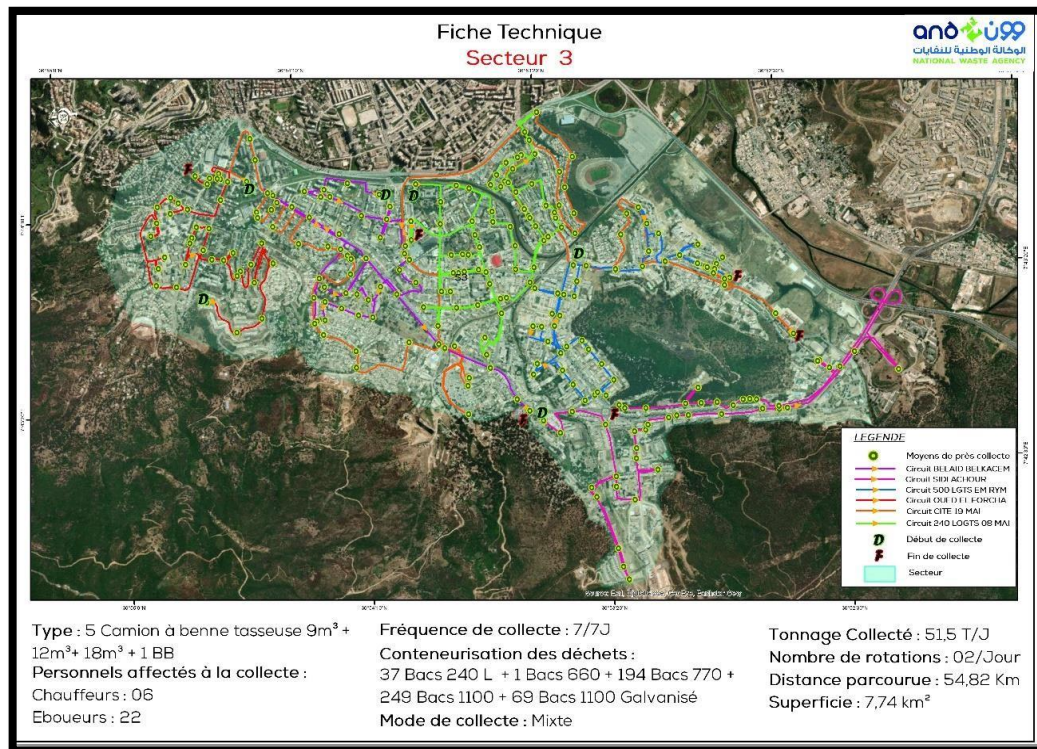 Fiche Technique
Secteur 3
and
الوكالة الوطنية للنفايات
NATIONAL WASTE AGENCY
D
D
D
D
D
D
F
F
F
F
F
F
LEGENDE
Moyens de près collecte
Circuit BELAID BELKACEM
Circuit SIDI ACHOUR
Circuit 500 LGTS EM RYM
Circuit OUED EL FORCHA
Circuit CITE 19 MAI
Circuit 240 LOGTS 08 MAI
D Début de collecte
F Fin de collecte
Secteur
Type : 5 Camion à benne tasseuse 9m³ +
12m³+ 18m³ + 1 BB
Personnels affectés à la collecte :
Chauffeurs : 06
Eboueurs : 22
Fréquence de collecte : 7/7J
Conteneurisation des déchets :
37 Bacs 240 L + 1 Bacs 660 + 194 Bacs 770 +
249 Bacs 1100 + 69 Bacs 1100 Galvanisé
Mode de collecte : Mixte
Tonnage Collecté : 51,5 T/J
Nombre de rotations : 02/Jour
Distance parcourue : 54,82 Km
Superficie : 7,74 km²